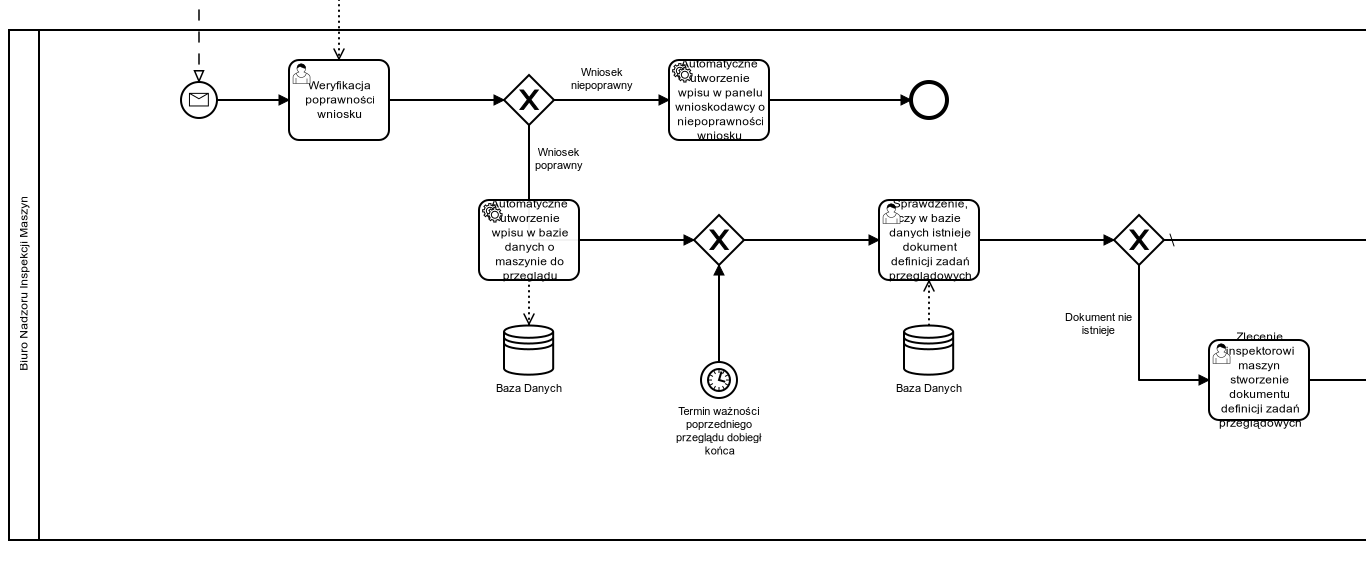 Biuro Nadzoru Inspekcji Maszyn
Weryfikacja
poprawności
wniosku
Wniosek
niepoprawny
Automatyczne
utworzenie
wpisu w panelu
wnioskodawcy o
niepoprawności
wniosku
Wniosek
poprawny
Automatyczne
utworzenie
wpisu w bazie
danych o
maszynie do
przeglądu
Baza Danych
Termin ważności
poprzedniego
przeglądu dobiegł
końca
Sprawdzenie,
czy w bazie
danych istnieje
dokument
definicji zadań
przeglądowych
Baza Danych
Dokument nie
istnieje
Zlecenie
inspektorowi
maszyn
stworzenie
dokumentu
definicji zadań
przeglądowych